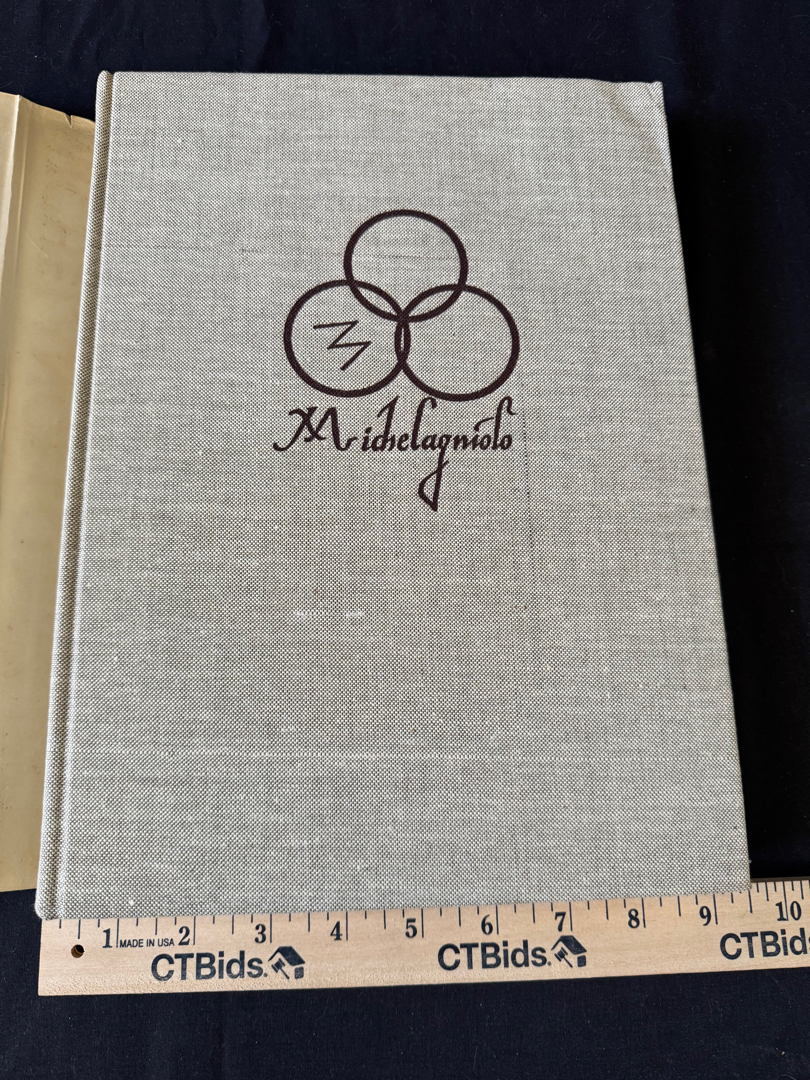 M
Michelagniolo
1 MADE IN USA 2 3 4 5 6 7 8 9 10
CTBids. CTBids. CTBids